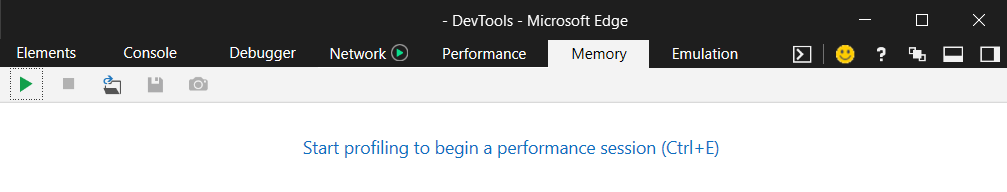 - DevTools - Microsoft Edge
Elements Console Debugger Network Performance Memory Emulation ?
Start profiling to begin a performance session (Ctrl+E)